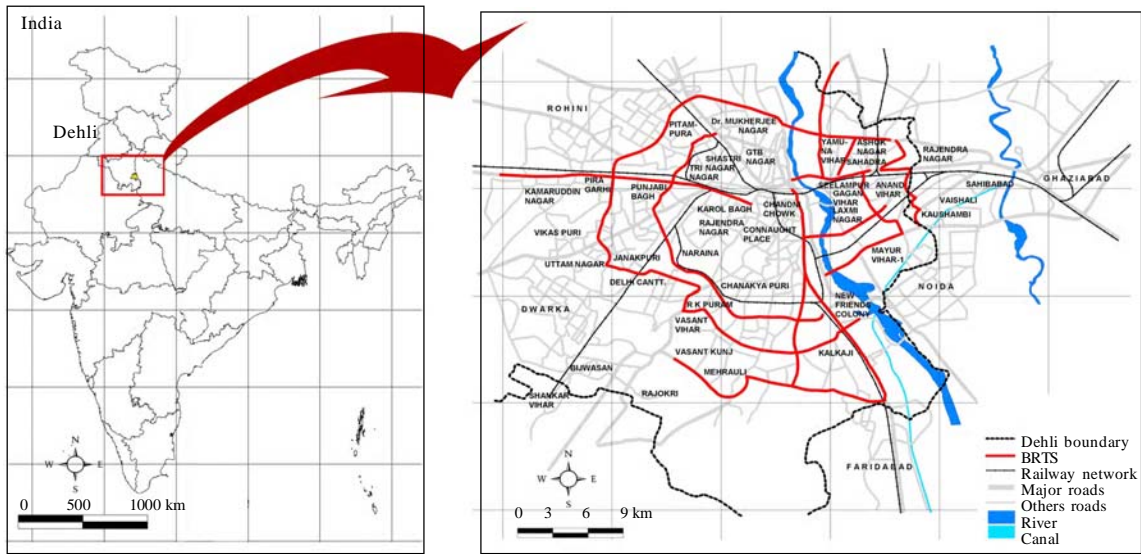 India
Dehli
N
W E
S
0 500 1000 km
ROHINI
PITAM-
PURA
Dr. MUKHERJEE
NAGAR
GTB
NAGAR
SHASTRI
NAGAR
TRI
NAGAR
YAMU-
NA
VIHAR
ASHOK
NAGAR
SAHADRA
RAJENDRA
NAGAR
GHAZIABAD
SAHIBABAD
VAISHALI
KAUSHAMBI
PIRA
GARHI
KAMARUDDIN
NAGAR
PUNJABI
BAGH
KAROL BAGH
CHANDNI
CHOWK
SEELAMPUR
GAGAN
VIHAR
LAXMI
NAGAR
ANAND
VIHAR
RAJENDRA
NAGAR
CONNAUGHT
PLACE
VIKAS PURI
UTTAM NAGAR
JANAKPURI
NARAINA
MAYUR
VIHAR-1
DELHI CANTT.
CHANAKYA PURI
NOIDA
DWARKA
R K PURAM
NEW
FRIENDS
COLONY
VASANT
VIHAR
VASANT KUNJ
KALKAJI
MEHRAULI
BIJWASAN
SHANKAR
VIHAR
RAJOKRI
FARIDABAD
N
W E
S
0 3 6 9 km
Dehli boundary
BRTS
Railway network
Major roads
Others roads
River
Canal